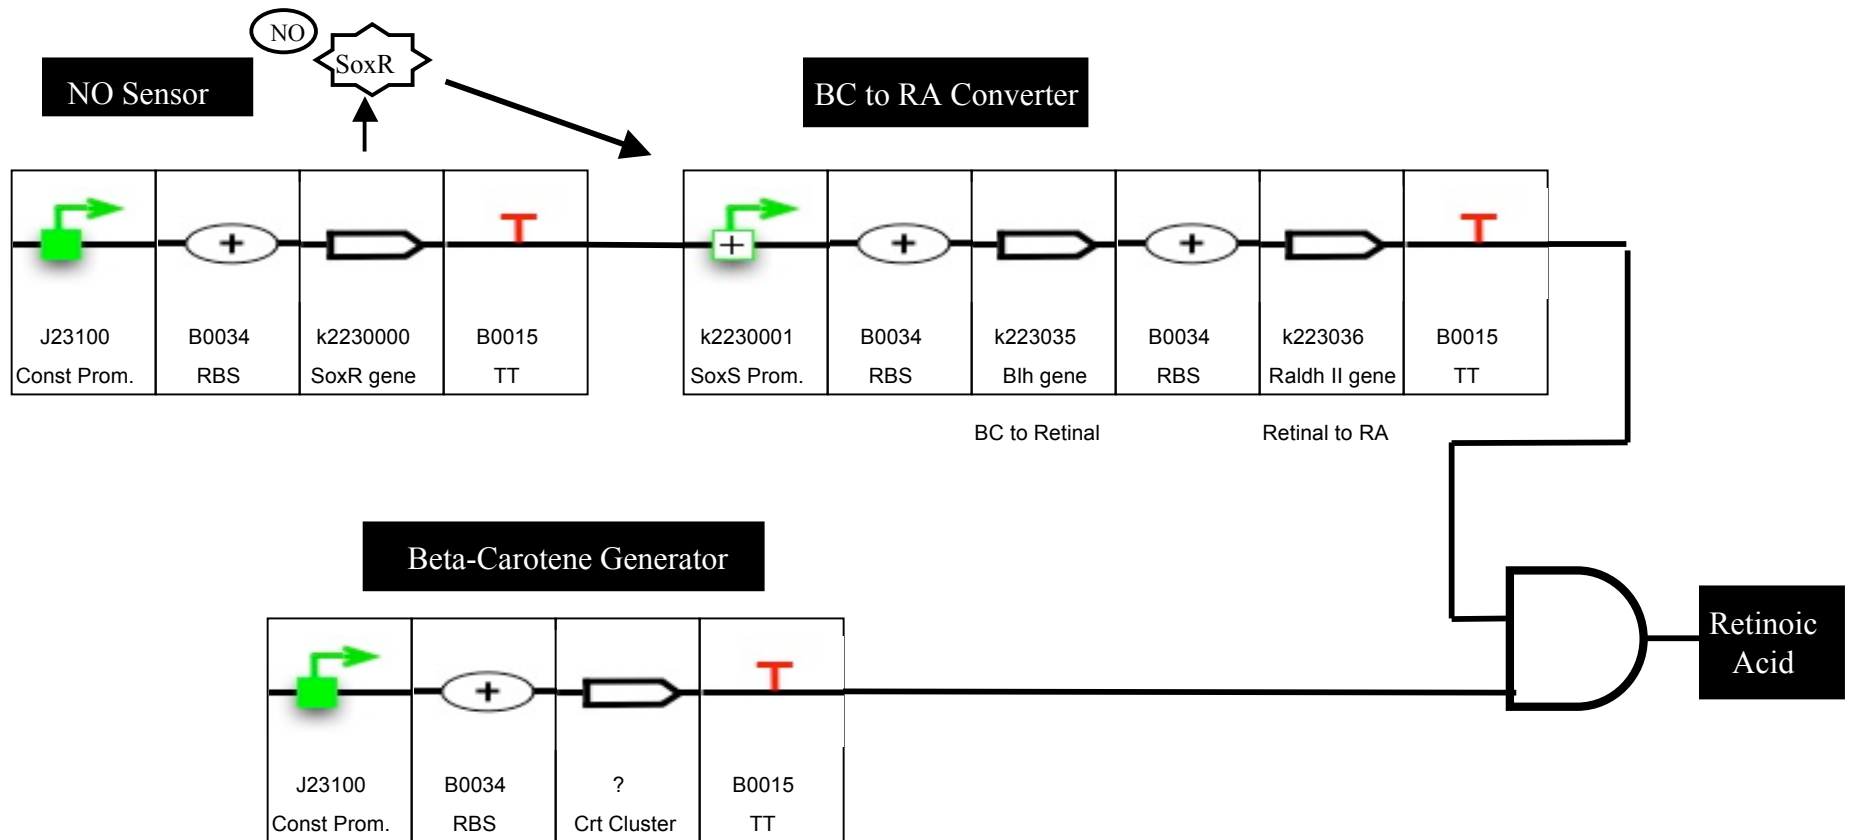 NO
SoxR
NO Sensor
BC to RA Converter
J23100 B0034 k2230000 B0015 k2230001 B0034 k223035 B0034 k223036 B0015
Const Prom. RBS SoxR gene TT SoxS Prom. RBS Blh gene RBS Raldh II gene TT
BC to Retinal Retinal to RA
Beta-Carotene Generator
Retinoic
Acid
J23100 B0034 ? B0015
Const Prom. RBS Crt Cluster TT